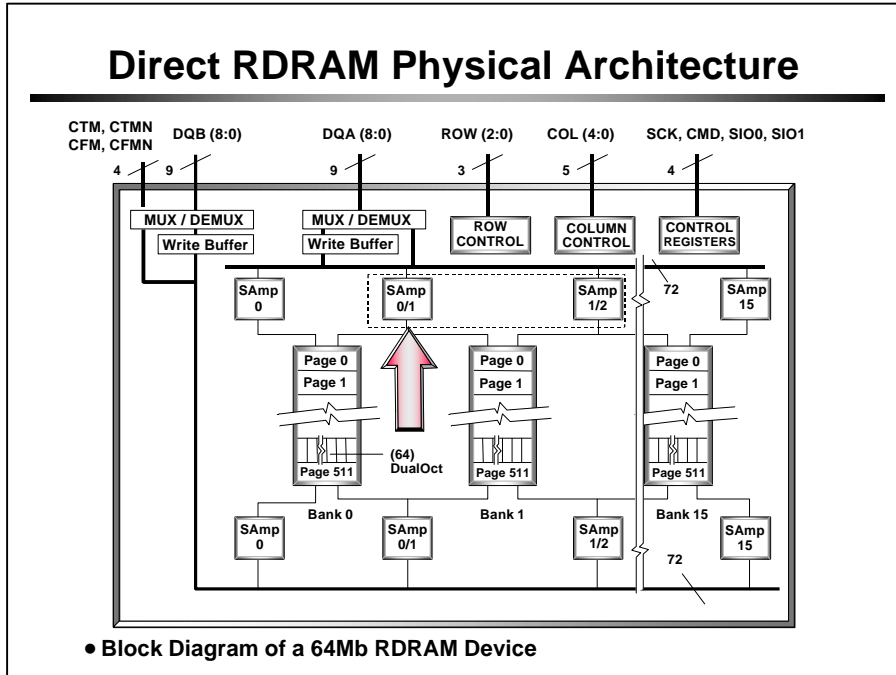 Direct RDRAM Physical Architecture
CTM, CTMN
CFM, CFMN
DQB (8:0)
DQA (8:0)
ROW (2:0)
COL (4:0)
SCK, CMD, SIO0, SIO1
4
9
9
3
5
4
MUX / DEMUX
Write Buffer
MUX / DEMUX
Write Buffer
ROW
CONTROL
COLUMN
CONTROL
CONTROL
REGISTERS
72
SAmp
0
SAmp
0/1
SAmp
1/2
SAmp
15
Page 0
Page 1
Page 511
Page 0
Page 1
Page 511
Page 0
Page 1
Page 511
(64)
DualOct
Bank 0
Bank 1
Bank 15
SAmp
0
SAmp
0/1
SAmp
1/2
SAmp
15
72
• Block Diagram of a 64Mb RDRAM Device